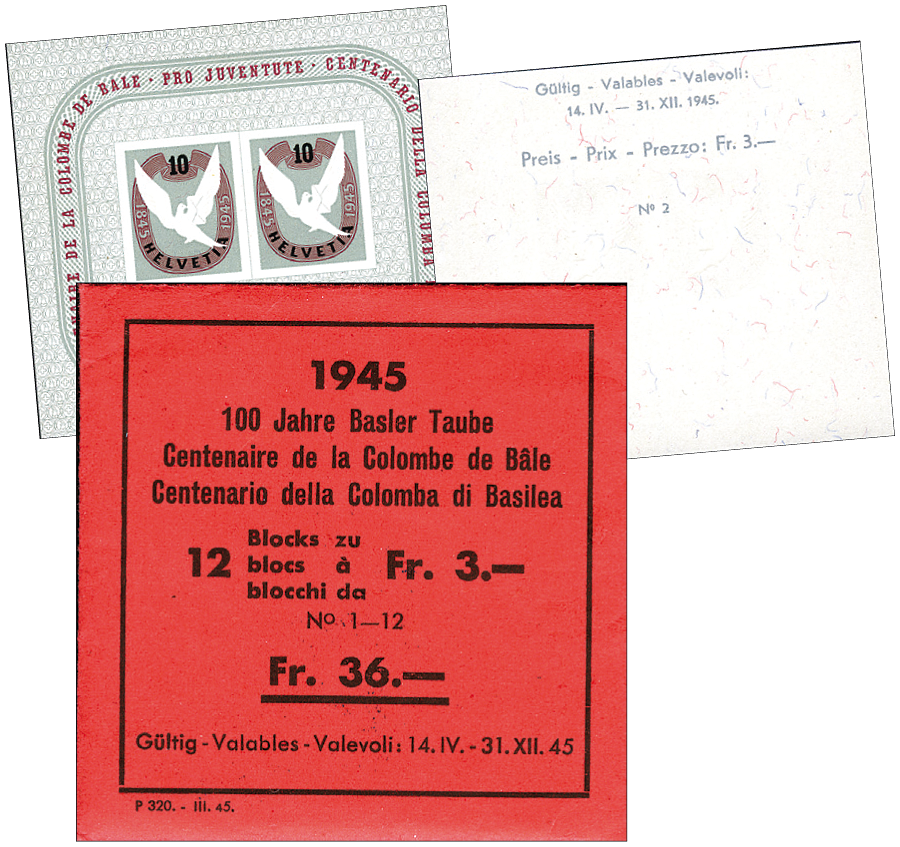 NAIRE DE LA COLOMBE DE BALE · PRO JUVENTUTE · CENTENARIO DELLA COLOMBA
10
1845 1945
HELVETIA
10
1845 1945
HELVETIA
Gültig - Valables - Valevoli:
14. IV. — 31. XII. 1945.
Preis - Prix - Prezzo: Fr. 3.—
Nº 2
1945
100 Jahre Basler Taube
Centenaire de la Colombe de Bâle
Centenario della Colomba di Basilea
12 Blocks zu
blocs à Fr. 3.—
blocchi da
Nº 1—12
Fr. 36.—
Gültig - Valables - Valevoli: 14. IV. - 31. XII. 45
P 320. - III. 45.